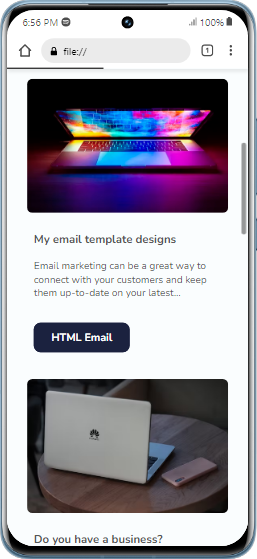 6:56 PM
100%
file://
1
My email template designs
Email marketing can be a great way to
connect with your customers and keep
them up-to-date on your latest...
HTML Email
HUAWEI
Do you have a business?